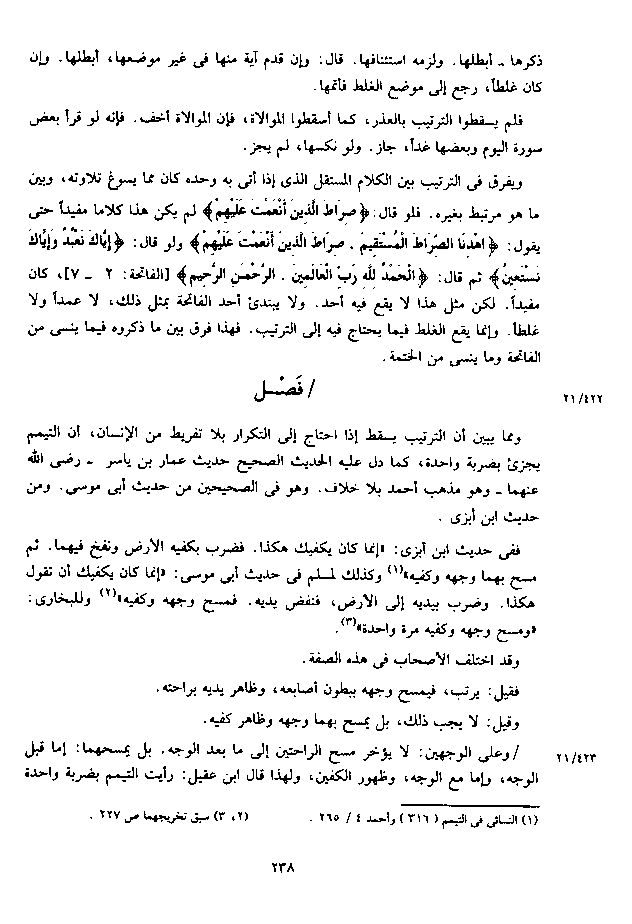 ذكرها ـ أبطلها. ولزمه استئنافها. قال: وإن قدم آية منها فى غير موضعها، أبطلها. وإن
كان غلطاً، رجع إلى موضع الغلط فأتمها.
فلم يسقطوا الترتيب بالعذر، كما أسقطوا الموالاة، فإن الموالاة أخف. فإنه لو قرأ بعض
سورة اليوم وبعضها غداً، جاز. ولو نكسها، لم يجز.
ويفرق فى الترتيب بين الكلام المستقل الذى إذا أتى به وحده كان مما يسوغ تلاوته، وبين
ما هو مرتبط بغيره. فلو قال: ﴿صِرَاطَ الَّذِينَ أَنْعَمْتَ عَلَيْهِمْ﴾ لم يكن هذا كلاما مفيداً حتى
يقول: ﴿اهْدِنَا الصِّرَاطَ الْمُسْتَقِيمَ . صِرَاطَ الَّذِينَ أَنْعَمْتَ عَلَيْهِمْ﴾ ولو قال: ﴿إِيَّاكَ نَعْبُدُ وَإِيَّاكَ
نَسْتَعِينُ﴾ ثم قال: ﴿الْحَمْدُ لِلَّهِ رَبِّ الْعَالَمِينَ . الرَّحْمَنِ الرَّحِيمِ﴾ [الفاتحة: ٢ ـ ٧]، كان
مفيداً. لكن مثل هذا لا يقع فيه أحد. ولا يبتدئ أحد الفاتحة بمثل ذلك، لا عمداً ولا
غلطاً. وإنما يقع الغلط فيما يحتاج فيه إلى الترتيب. فهذا فرق بين ما ذكروه فيما ينسى من
الفاتحة وما ينسى من الختمة.
٢١/٤٢٢ / فَصْـل
ومما يبين أن الترتيب يسقط إذا احتاج إلى التكرار بلا تفريط من الإنسان، أن التيمم
يجزئ بضربة واحدة، كما دل عليه الحديث الصحيح حديث عمار بن ياسر ـ رضى الله
عنهما ـ وهو مذهب أحمد بلا خلاف. وهو فى الصحيحين من حديث أبى موسى. ومن
حديث ابن أبزى .
ففى حديث ابن أبزى: «إنما كان يكفيك هكذا. فضرب بكفيه الأرض ونفخ فيهما. ثم
مسح بهما وجهه وكفيه»(١) وكذلك لمسلم فى حديث أبى موسى: «إنما كان يكفيك أن تقول
هكذا. وضرب بيديه إلى الأرض، فنفض يديه. فمسح وجهه وكفيه»(٢) وللبخارى:
«ومسح وجهه وكفيه مرة واحدة»(٣).
وقد اختلف الأصحاب فى هذه الصفة.
فقيل: يرتب، فيمسح وجهه ببطون أصابعه، وظاهر يديه براحته.
وقيل: لا يجب ذلك، بل يمسح بهما وجهه وظاهر كفيه.
٢١/٤٢٣ / وعلى الوجهين: لا يؤخر مسح الراحتين إلى ما بعد الوجه. بل يمسحهما: إما قبل
الوجه، وإما مع الوجه، وظهور الكفين، ولهذا قال ابن عقيل: رأيت التيمم بضربة واحدة
(١) النسائى فى التيمم (٣١٦) وأحمد ٤ / ٢٦٥ . (٢، ٣) سبق تخريجهما ص ٢٢٧ .
٢٣٨